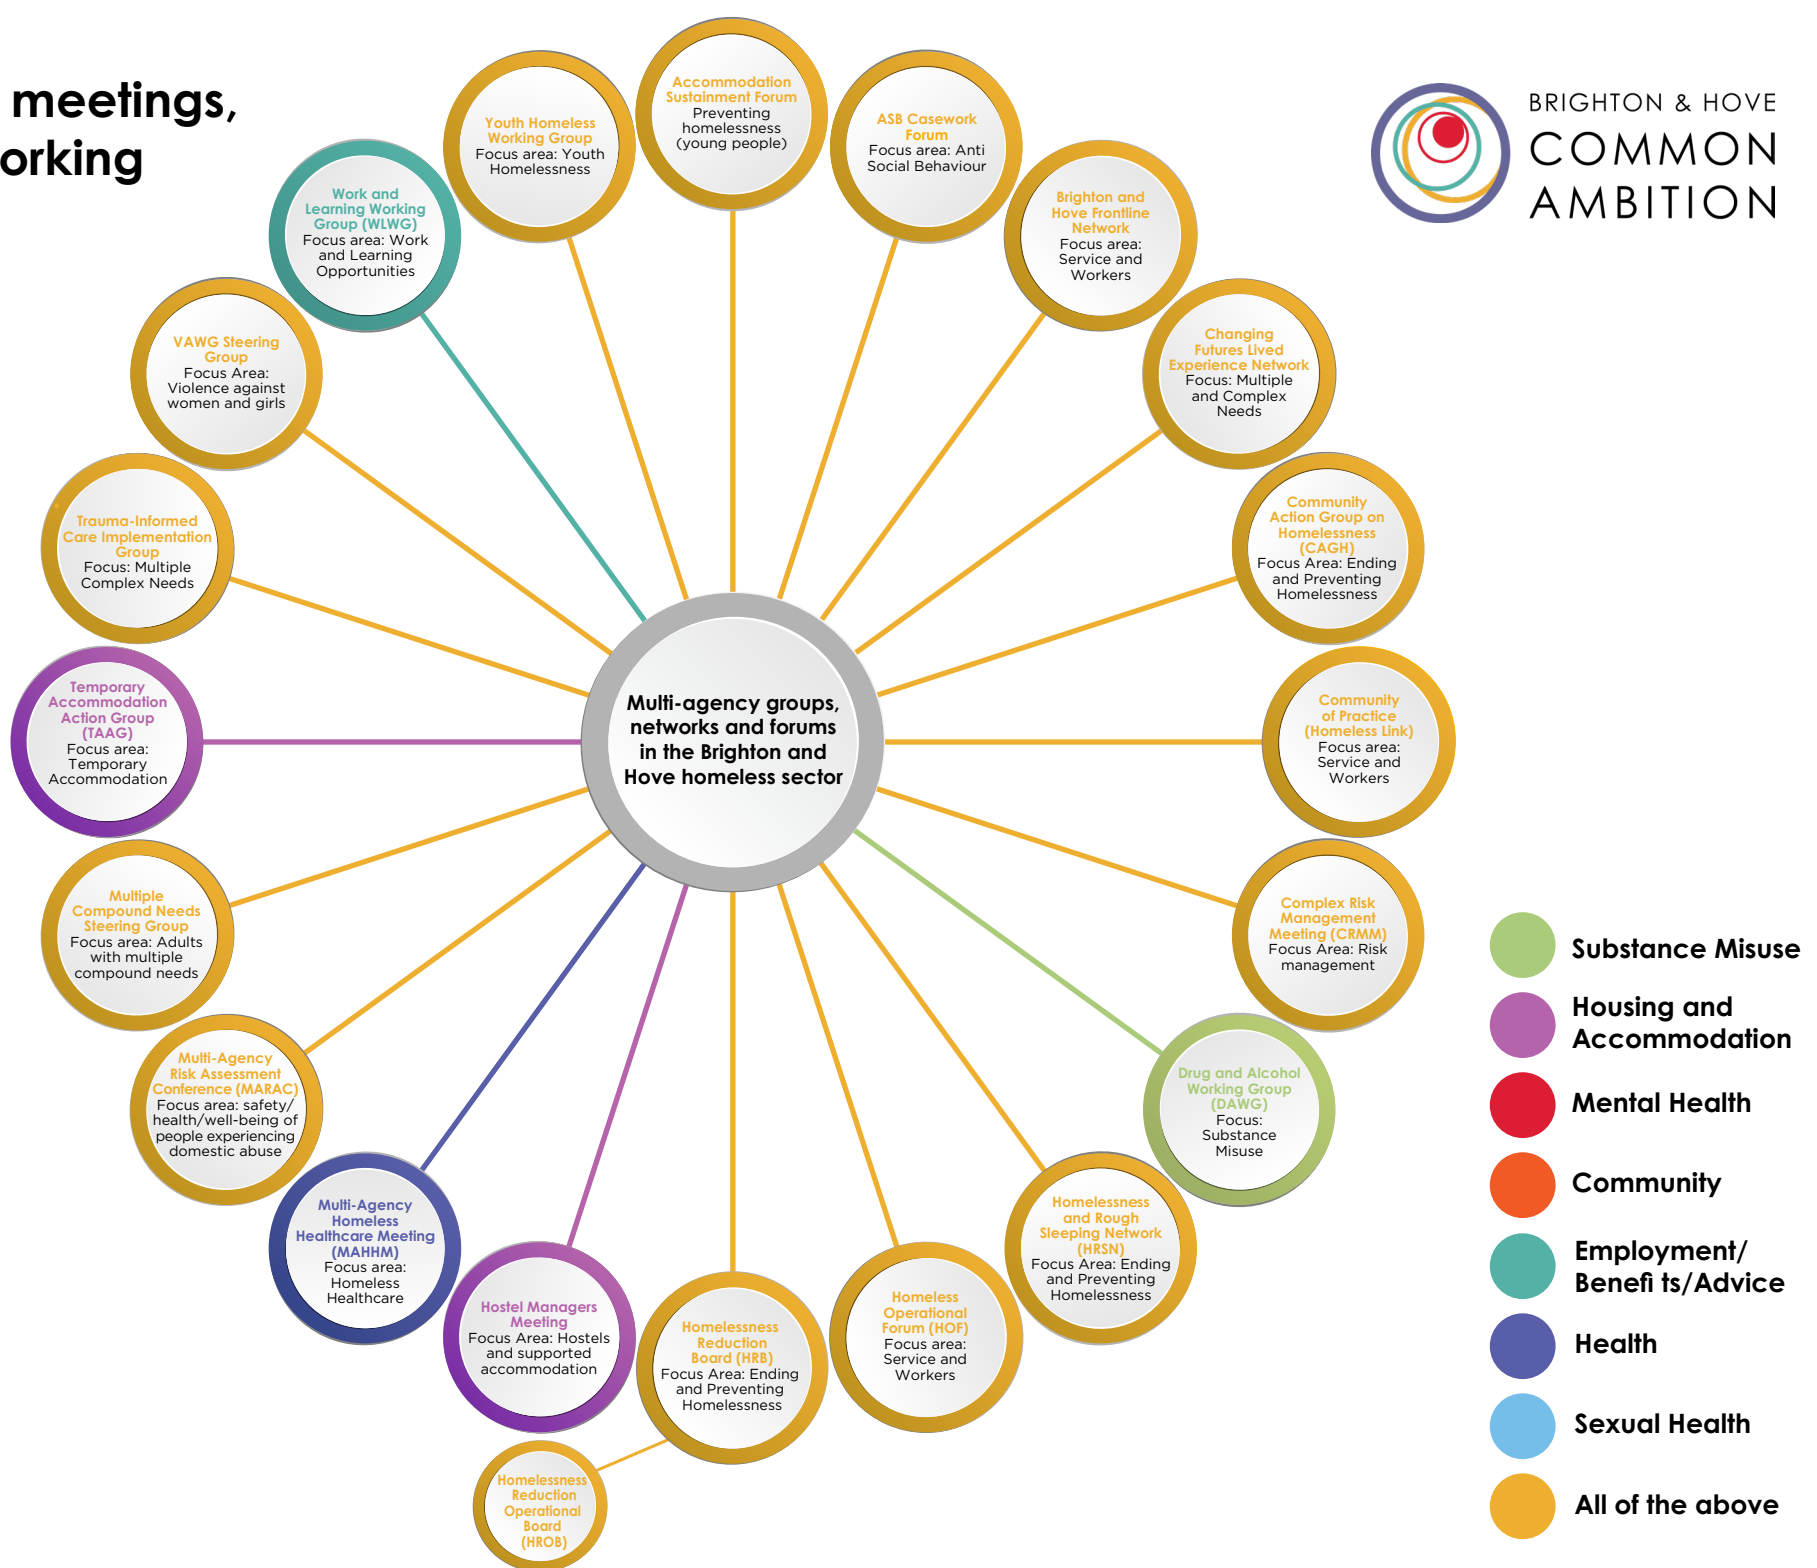 meetings,
orking
BRIGHTON & HOVE
COMMON
AMBITION
Accommodation
Sustainment Forum
Preventing
homelessness
(young people)
ASB Casework
Forum
Focus area: Anti
Social Behaviour
Brighton and
Hove Frontline
Network
Focus area:
Service and
Workers
Changing
Futures Lived
Experience Network
Focus: Multiple
and Complex
Needs
Community
Action Group on
Homelessness
(CAGH)
Focus Area: Ending
and Preventing
Homelessness
Community
of Practice
(Homeless Link)
Focus area:
Service and
Workers
Complex Risk
Management
Meeting (CRMM)
Focus Area: Risk
management
Drug and Alcohol
Working Group
(DAWG)
Focus:
Substance
Misuse
Homelessness
and Rough
Sleeping Network
(HRSN)
Focus Area: Ending
and Preventing
Homelessness
Homeless
Operational
Forum (HOF)
Focus area:
Service and
Workers
Homelessness
Reduction
Board (HRB)
Focus Area: Ending
and Preventing
Homelessness
Homelessness
Reduction
Operational
Board
(HROB)
Hostel Managers
Meeting
Focus Area: Hostels
and supported
accommodation
Multi-Agency
Homeless
Healthcare Meeting
(MAHHM)
Focus area:
Homeless
Healthcare
Multi-Agency
Risk Assessment
Conference (MARAC)
Focus area: safety/
health/well-being of
people experiencing
domestic abuse
Multiple
Compound Needs
Steering Group
Focus area: Adults
with multiple
compound needs
Temporary
Accommodation
Action Group
(TAAG)
Focus area:
Temporary
Accommodation
Trauma-Informed
Care Implementation
Group
Focus: Multiple
Complex Needs
VAWG Steering
Group
Focus Area:
Violence against
women and girls
Work and
Learning Working
Group (WLWG)
Focus area: Work
and Learning
Opportunities
Youth Homeless
Working Group
Focus area: Youth
Homelessness
Multi-agency groups,
networks and forums
in the Brighton and
Hove homeless sector
Substance Misuse
Housing and
Accommodation
Mental Health
Community
Employment/
Benefi ts/Advice
Health
Sexual Health
All of the above